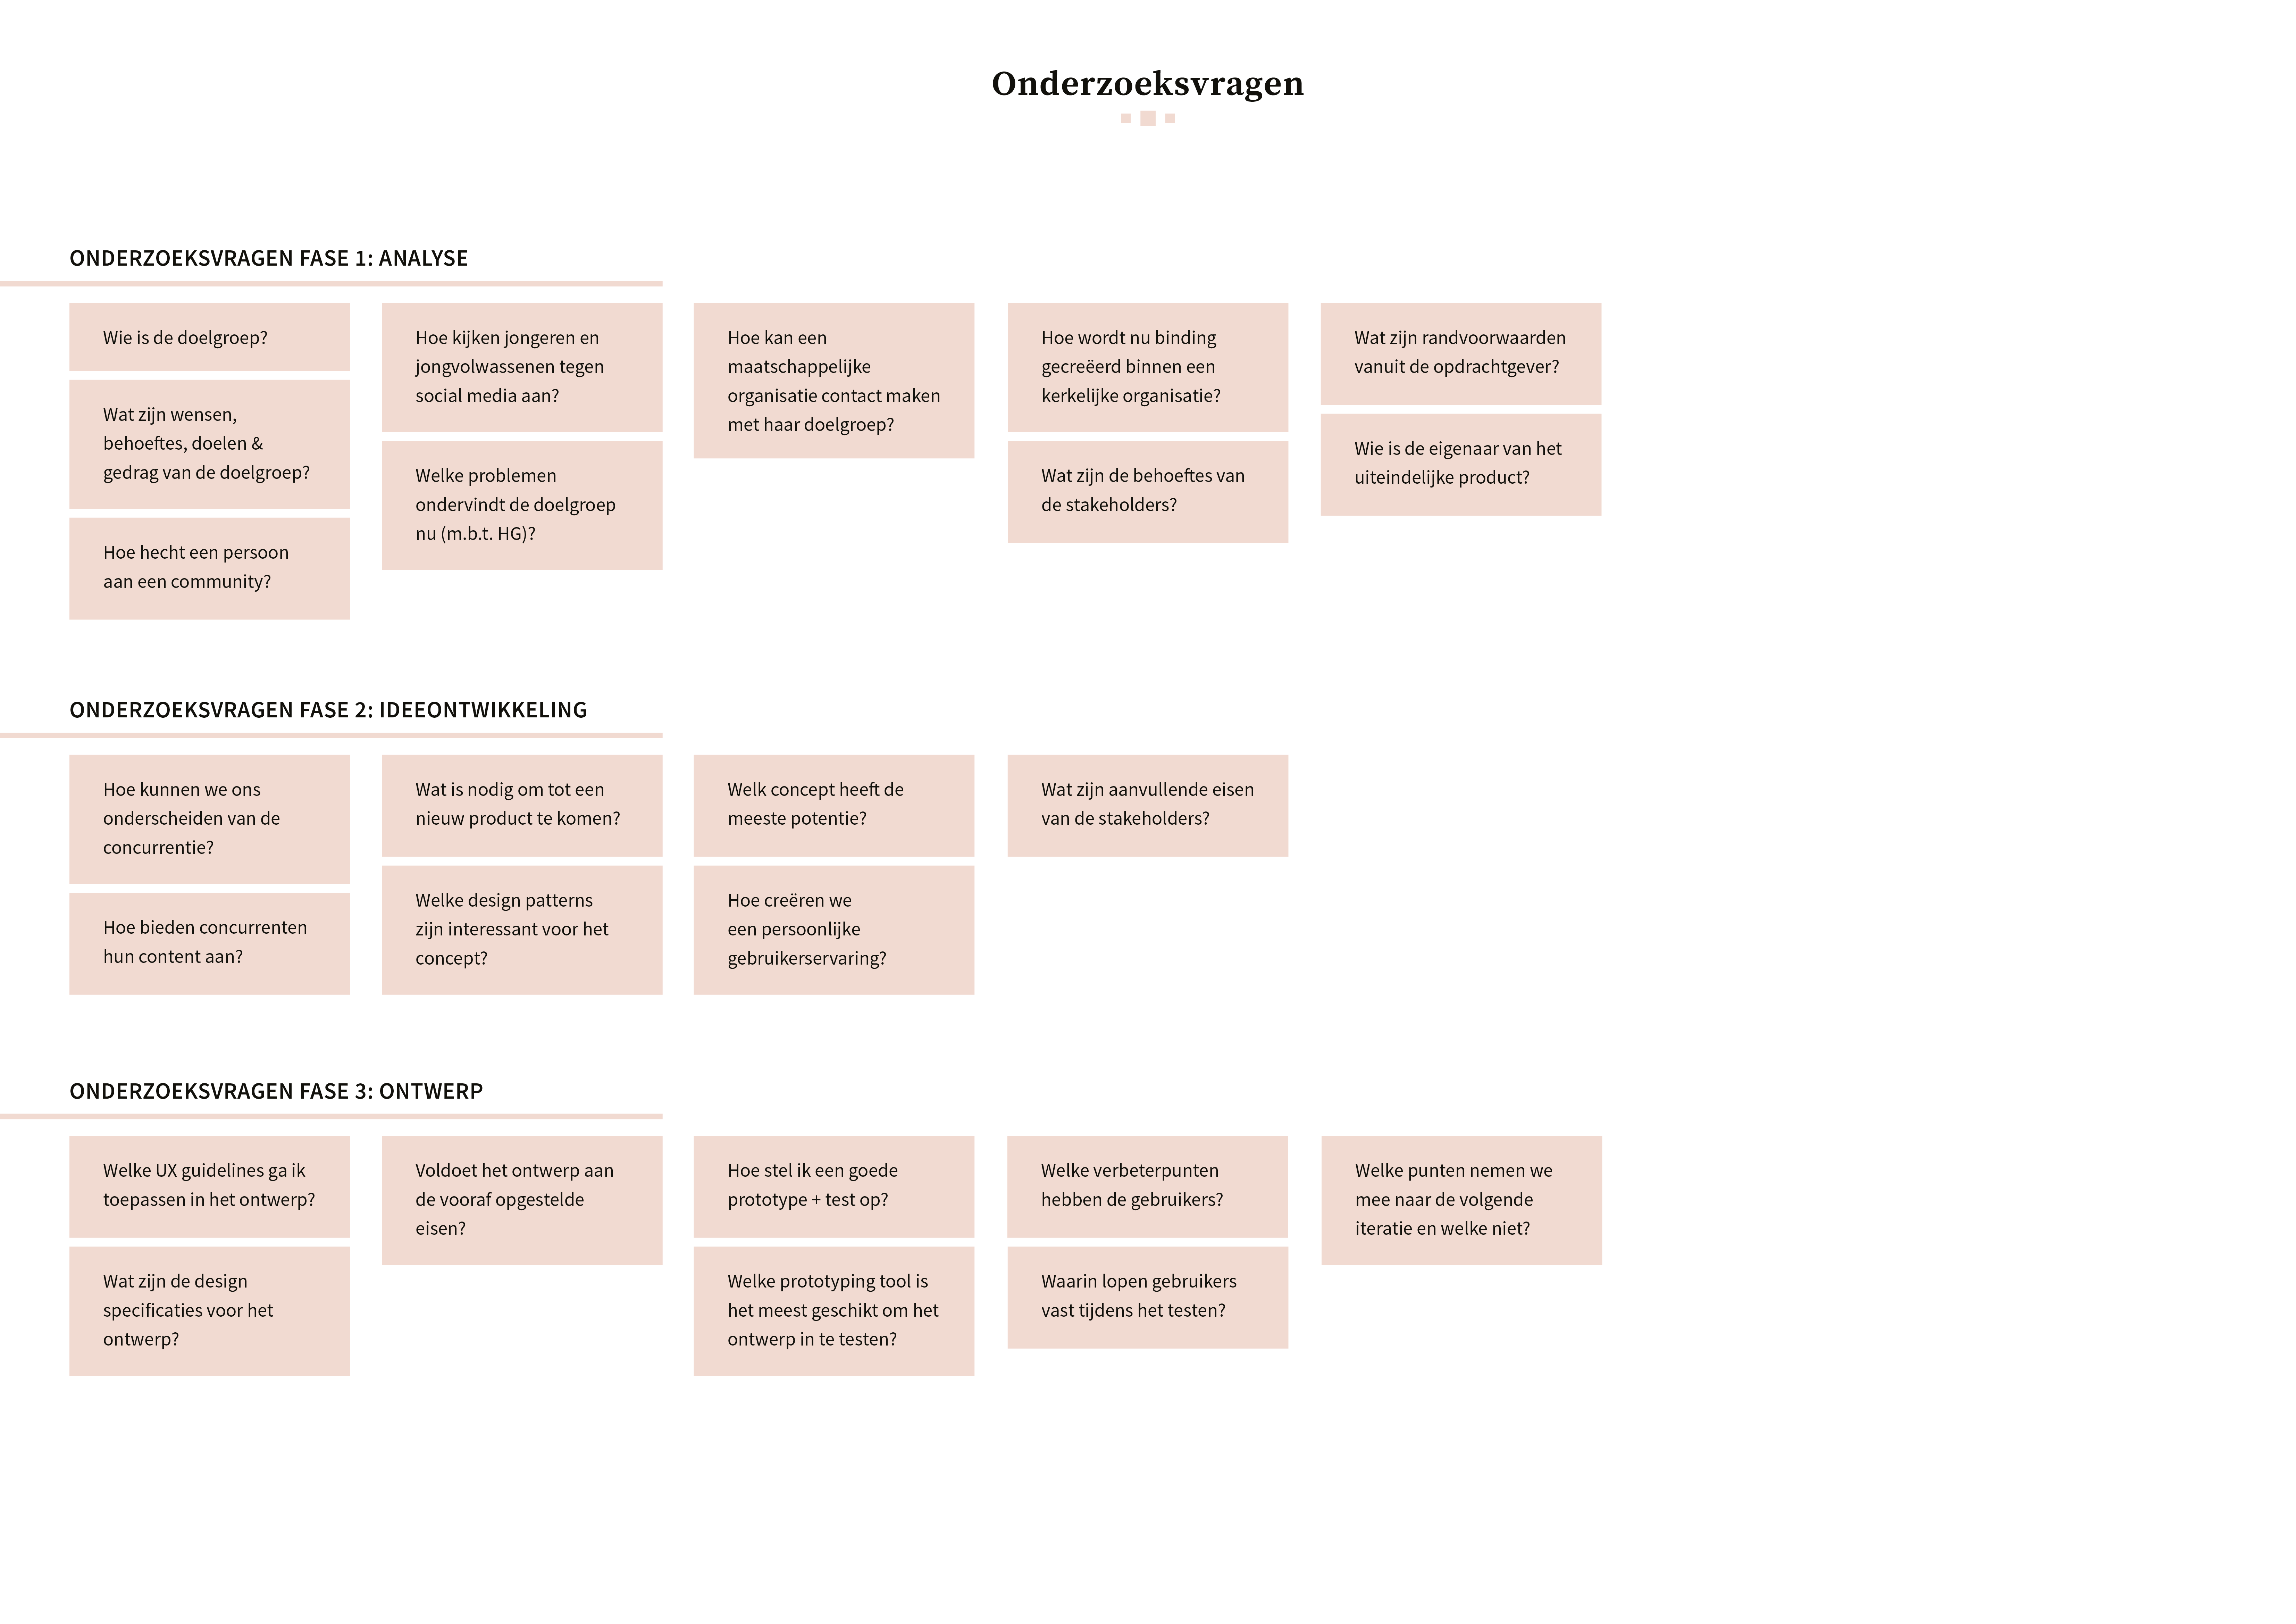 Onderzoeksvragen
ONDERZOEKSVRAGEN FASE 1: ANALYSE
Wie is de doelgroep?
Wat zijn wensen,
behoeftes, doelen &
gedrag van de doelgroep?
Hoe hecht een persoon
aan een community?
Hoe kijken jongeren en
jongvolwassenen tegen
social media aan?
Welke problemen
ondervindt de doelgroep
nu (m.b.t. HG)?
Hoe kan een
maatschappelijke
organisatie contact maken
met haar doelgroep?
Hoe wordt nu binding
gecreëerd binnen een
kerkelijke organisatie?
Wat zijn de behoeftes van
de stakeholders?
Wat zijn randvoorwaarden
vanuit de opdrachtgever?
Wie is de eigenaar van het
uiteindelijke product?
ONDERZOEKSVRAGEN FASE 2: IDEEONTWIKKELING
Hoe kunnen we ons
onderscheiden van de
concurrentie?
Hoe bieden concurrenten
hun content aan?
Wat is nodig om tot een
nieuw product te komen?
Welke design patterns
zijn interessant voor het
concept?
Welk concept heeft de
meeste potentie?
Hoe creëren we
een persoonlijke
gebruikerservaring?
Wat zijn aanvullende eisen
van de stakeholders?
ONDERZOEKSVRAGEN FASE 3: ONTWERP
Welke UX guidelines ga ik
toepassen in het ontwerp?
Wat zijn de design
specificaties voor het
ontwerp?
Voldoet het ontwerp aan
de vooraf opgestelde
eisen?
Hoe stel ik een goede
prototype + test op?
Welke prototyping tool is
het meest geschikt om het
ontwerp in te testen?
Welke verbeterpunten
hebben de gebruikers?
Waarin lopen gebruikers
vast tijdens het testen?
Welke punten nemen we
mee naar de volgende
iteratie en welke niet?